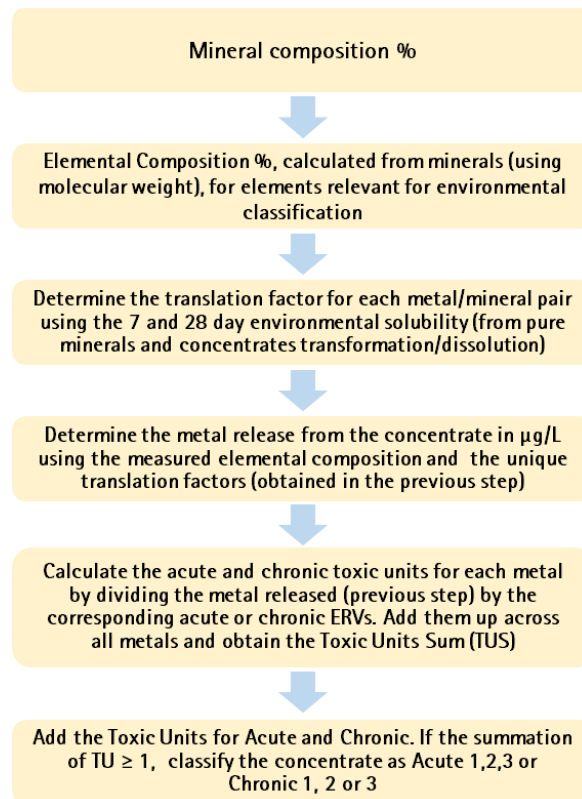 Mineral composition %
Elemental Composition %, calculated from minerals (using
molecular weight), for elements relevant for environmental
classification
Determine the translation factor for each metal/mineral pair
using the 7 and 28 day environmental solubility (from pure
minerals and concentrates transformation/dissolution)
Determine the metal release from the concentrate in µg/L
using the measured elemental composition and the unique
translation factors (obtained in the previous step)
Calculate the acute and chronic toxic units for each metal
by dividing the metal released (previous step) by the
corresponding acute or chronic ERVs. Add them up across
all metals and obtain the Toxic Units Sum (TUS)
Add the Toxic Units for Acute and Chronic. If the summation
of TU ≥ 1, classify the concentrate as Acute 1,2,3 or
Chronic 1, 2 or 3